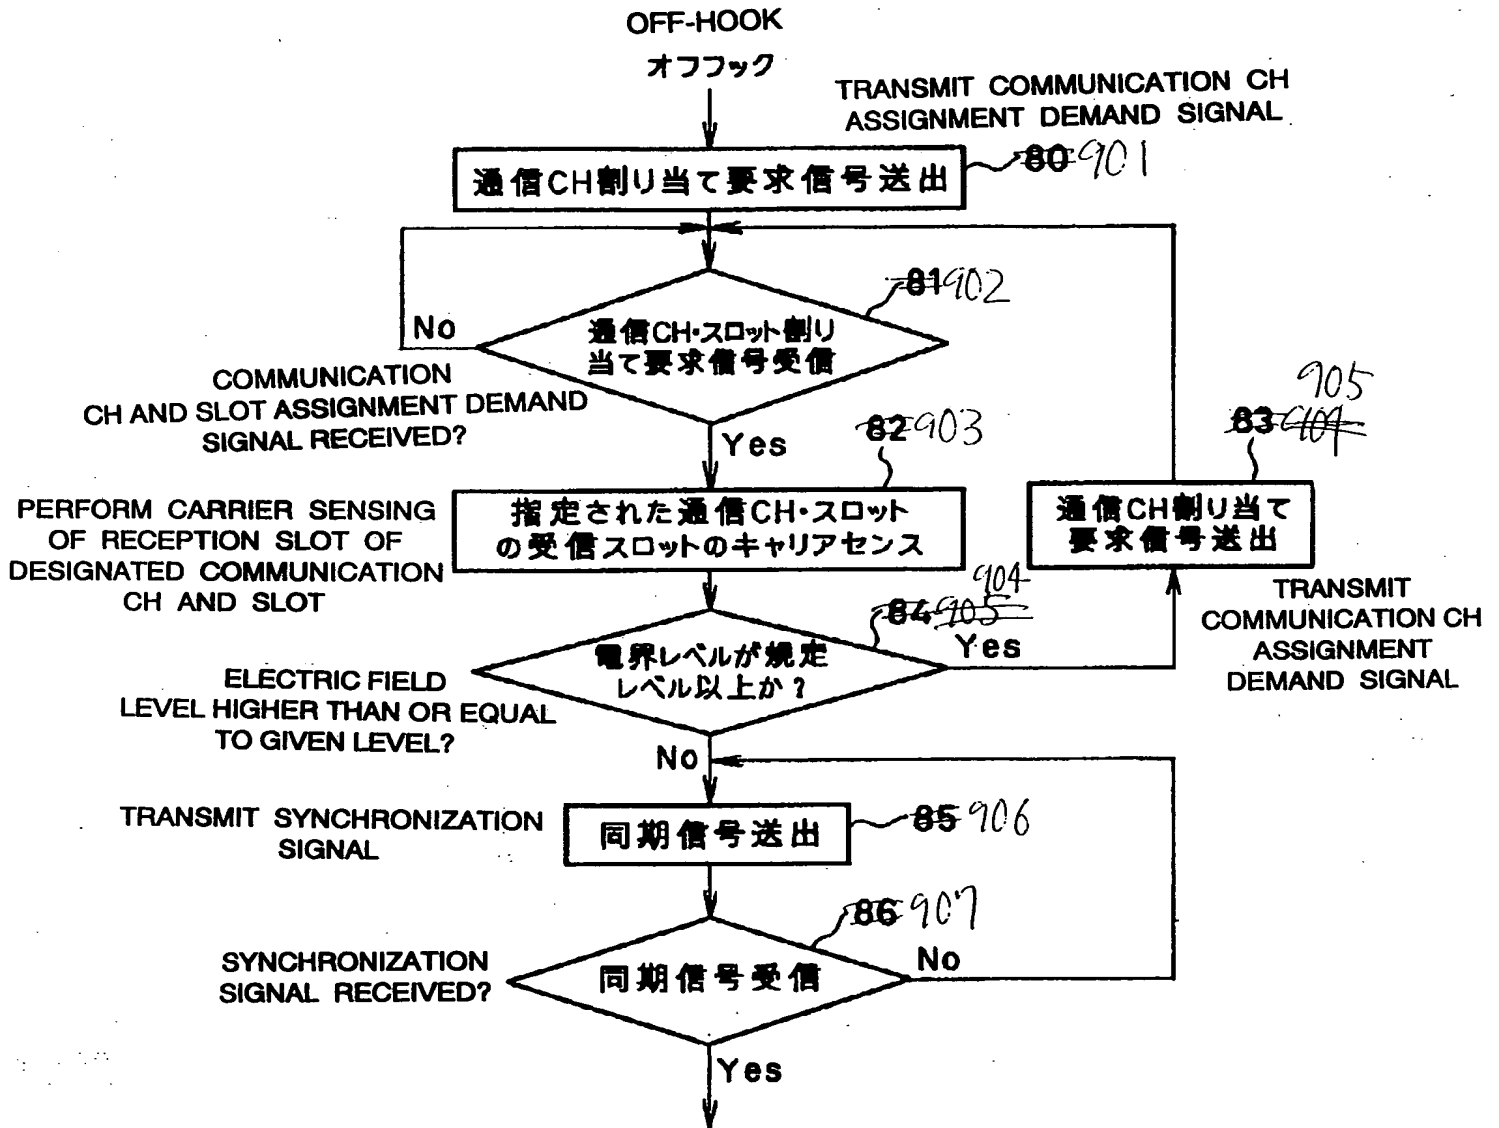 OFF-HOOK
オフフック
TRANSMIT COMMUNICATION CH
ASSIGNMENT DEMAND SIGNAL
通信CH割り当て要求信号送出
80 901
81 902
No
通信CH・スロット割り
当て要求信号受信
COMMUNICATION
CH AND SLOT ASSIGNMENT DEMAND
SIGNAL RECEIVED?
Yes
82 903
905
83 904
PERFORM CARRIER SENSING
OF RECEPTION SLOT OF
DESIGNATED COMMUNICATION
CH AND SLOT
指定された通信CH・スロット
の受信スロットのキャリアセンス
通信CH割り当て
要求信号送出
TRANSMIT
COMMUNICATION CH
ASSIGNMENT
DEMAND SIGNAL
904
84 905
Yes
電界レベルが規定
レベル以上か?
ELECTRIC FIELD
LEVEL HIGHER THAN OR EQUAL
TO GIVEN LEVEL?
No
TRANSMIT SYNCHRONIZATION
SIGNAL
同期信号送出
85 906
86 907
SYNCHRONIZATION
SIGNAL RECEIVED?
同期信号受信
No
Yes